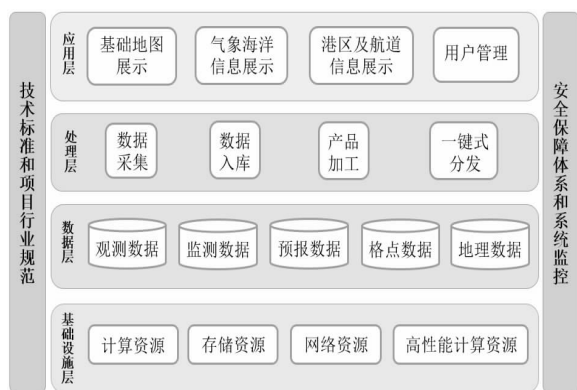 技术标准和项目行业规范
应用层
基础地图
展示
气象海洋
信息展示
港区及航道
信息展示
用户管理
处理层
数据
采集
数据
入库
产品
加工
一键式
分发
数据层
观测数据
监测数据
预报数据
格点数据
地理数据
基础设施层
计算资源
存储资源
网络资源
高性能计算资源
安全保障体系和系统监控